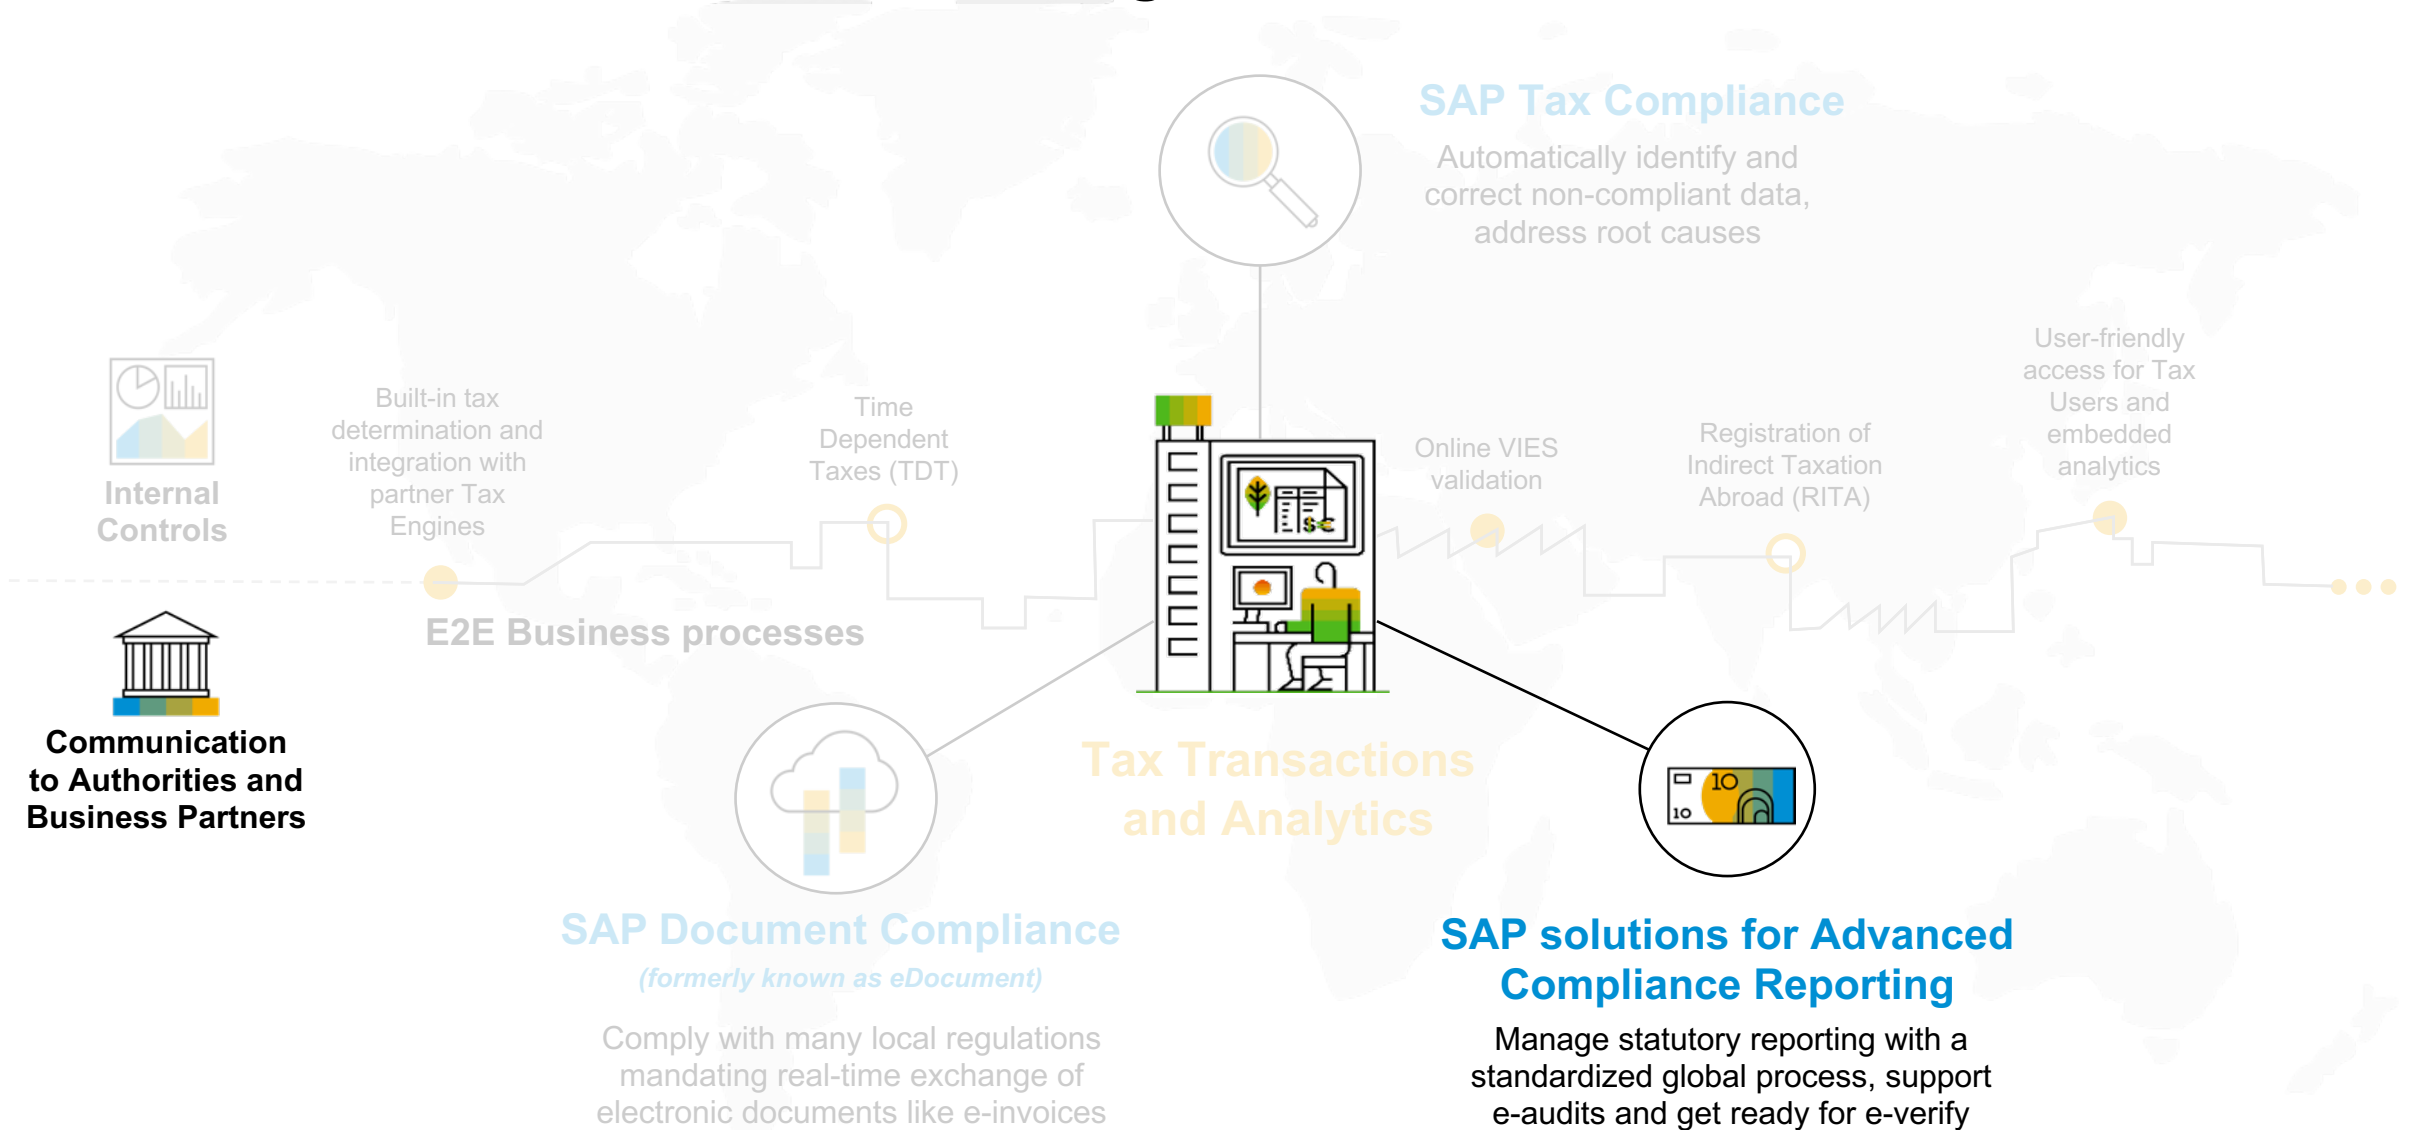 SAP Tax Compliance
Automatically identify and
correct non-compliant data,
address root causes
Internal
Controls
Built-in tax
determination and
integration with
partner Tax
Engines
Time
Dependent
Taxes (TDT)
Online VIES
validation
Registration of
Indirect Taxation
Abroad (RITA)
User-friendly
access for Tax
Users and
embedded
analytics
E2E Business processes
Communication
to Authorities and
Business Partners
Tax Transactions
and Analytics
$€
10
10
SAP Document Compliance
(formerly known as eDocument)
Comply with many local regulations
mandating real-time exchange of
electronic documents like e-invoices
SAP solutions for Advanced
Compliance Reporting
Manage statutory reporting with a
standardized global process, support
e-audits and get ready for e-verify